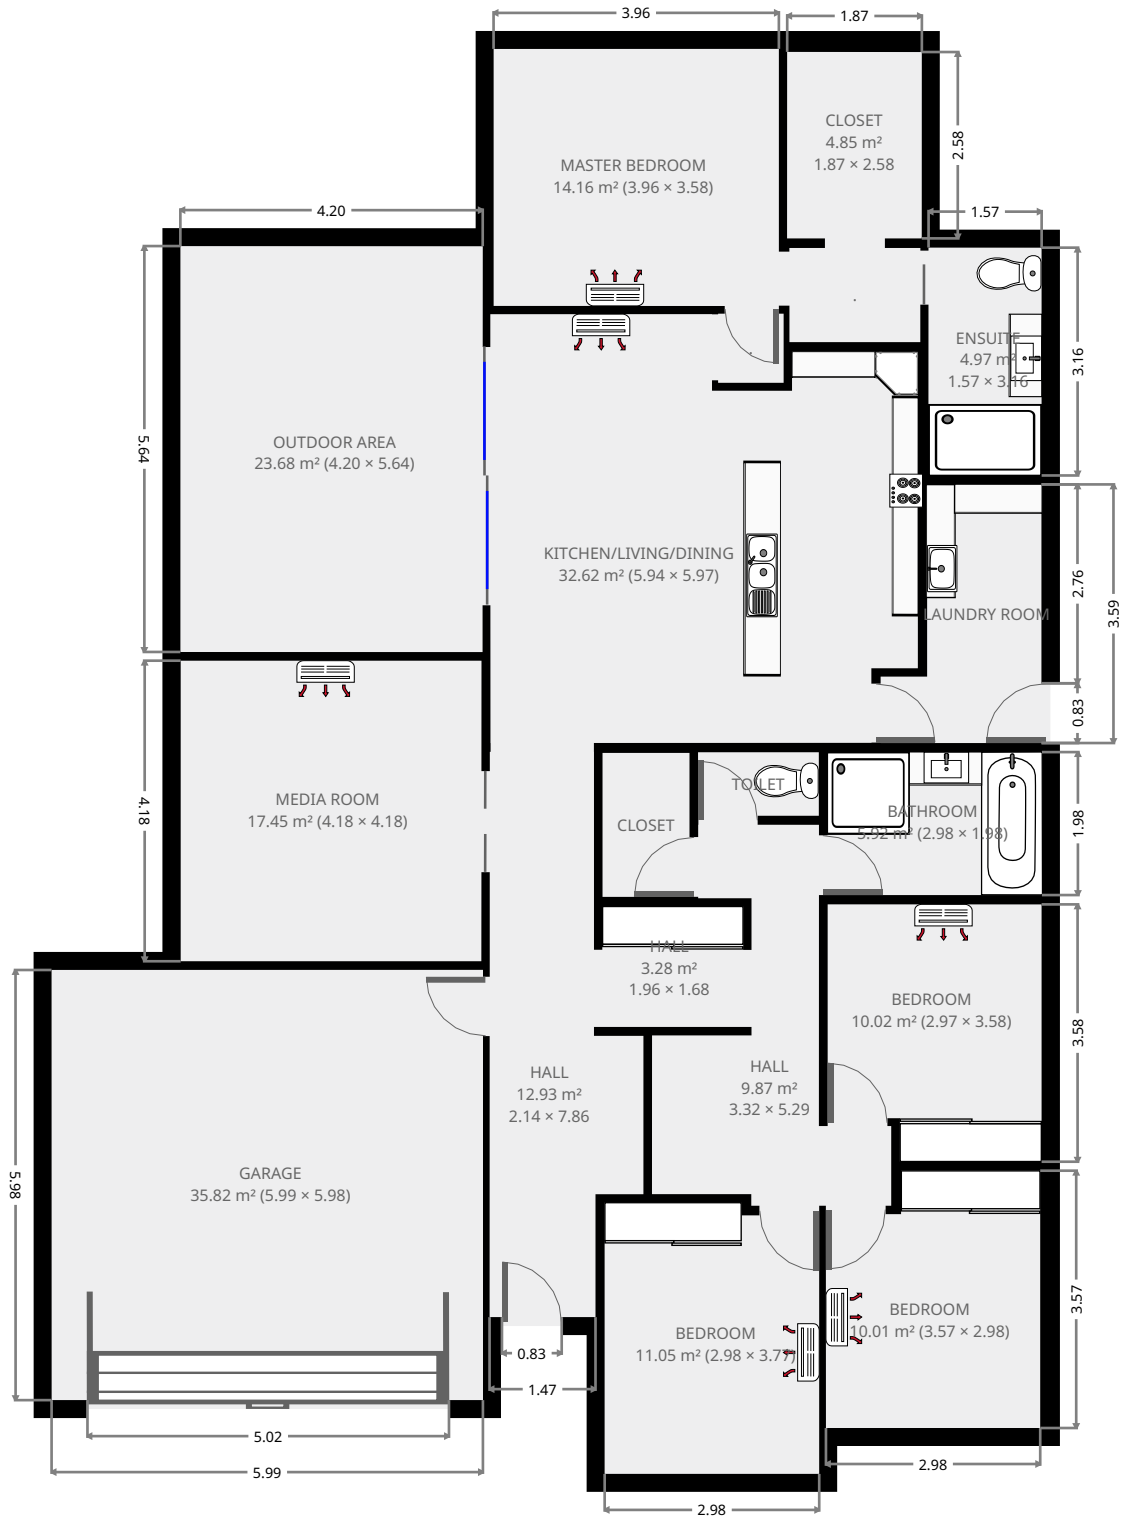 3.96
1.87
CLOSET
4.85 m²
1.87 × 2.58
2.58
MASTER BEDROOM
14.16 m² (3.96 × 3.58)
4.20
1.57
ENSUITE
4.97 m²
1.57 × 3.16
3.16
5.64
OUTDOOR AREA
23.68 m² (4.20 × 5.64)
KITCHEN/LIVING/DINING
32.62 m² (5.94 × 5.97)
2.76
3.59
LAUNDRY ROOM
0.83
4.18
MEDIA ROOM
17.45 m² (4.18 × 4.18)
TOILET
CLOSET
BATHROOM
5.92 m² (2.98 × 1.98)
1.98
HALL
3.28 m²
1.96 × 1.68
BEDROOM
10.02 m² (2.97 × 3.58)
3.58
HALL
12.93 m²
2.14 × 7.86
HALL
9.87 m²
3.32 × 5.29
5.98
GARAGE
35.82 m² (5.99 × 5.98)
BEDROOM
11.05 m² (2.98 × 3.77)
BEDROOM
10.01 m² (3.57 × 2.98)
3.57
0.83
1.47
5.02
5.99
2.98
2.98